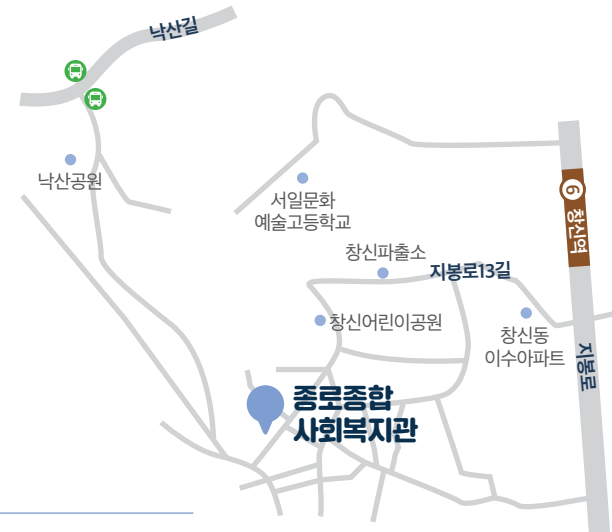 낙산길
낙산공원
서일문화
예술고등학교
6 창신역
창신파출소
지봉로13길
창신어린이공원
창신동
이수아파트
지봉로
종로종합
사회복지관